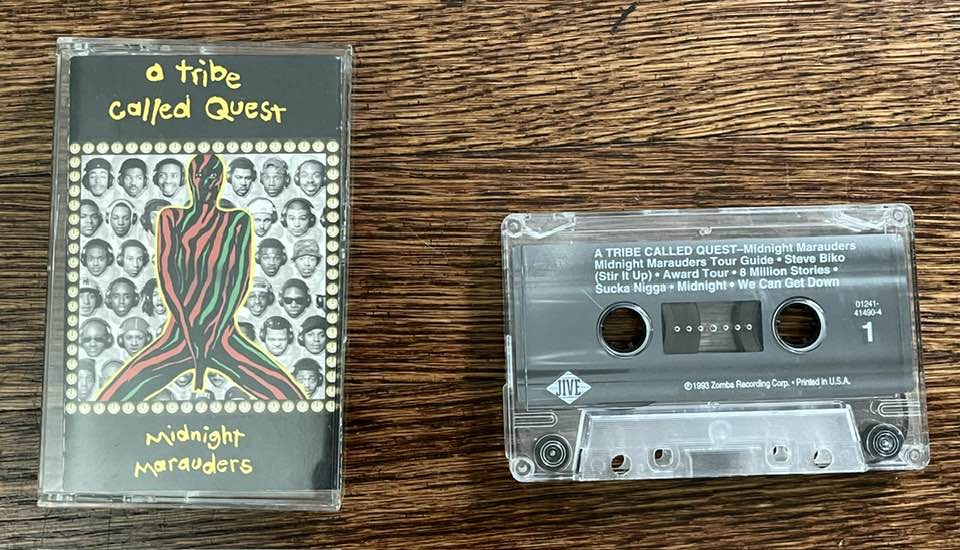 a tribe
called Quest
Midnight
Marauders
A TRIBE CALLED QUEST–Midnight Marauders
Midnight Marauders Tour Guide • Steve Biko
(Stir It Up) • Award Tour • 8 Million Stories •
Sucka Nigga • Midnight • We Can Get Down
01241-
41490-4
1
JIVE
℗1993 Zomba Recording Corp. • Printed in U.S.A.